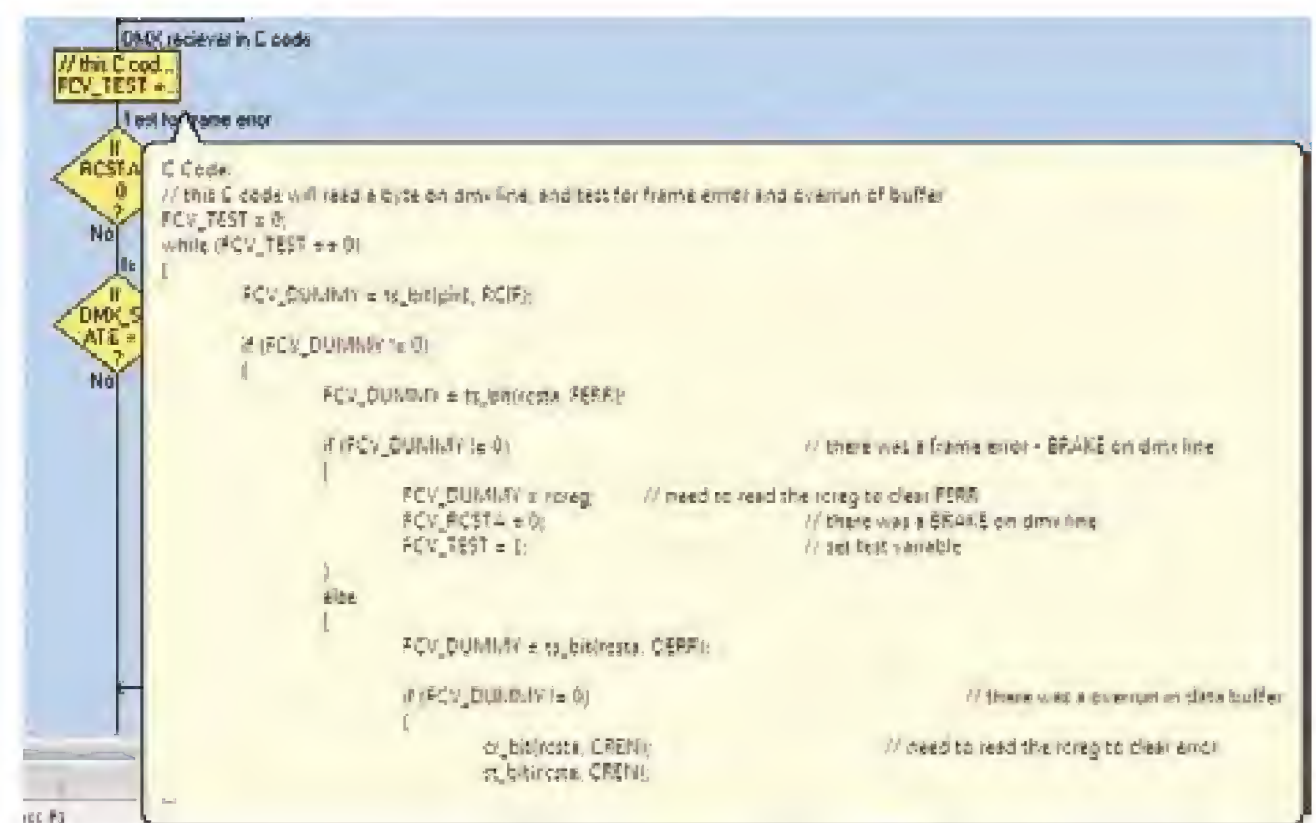 DMX reciever in C code
// this C cod...
FCV_TEST =...
Test for frame error
If
RCSTA
0
?
No
If
DMX_S
ATE =
?
No
C Code:
// this C code will read a byte on dmx line, and test for frame error and overrun of buffer
FCV_TEST = 0;
while (FCV_TEST == 0)
{
FCV_DUMMY = ts_bit(pir1, RCIF);
if (FCV_DUMMY != 0)
{
FCV_DUMMY = ts_bit(rcsta, FERR);
if (FCV_DUMMY != 0) // there was a frame error - BRAKE on dmx line
{
FCV_DUMMY = rcreg; // need to read the rcreg to clear FERR
FCV_RCSTA = 0; // there was a BRAKE on dmx line
FCV_TEST = 1; // set test variable
}
else
{
FCV_DUMMY = ts_bit(rcsta, OERR);
if (FCV_DUMMY != 0) // there was a overrun in data buffer
{
cr_bit(rcsta, CREN); // need to read the rcreg to clear error
st_bit(rcsta, CREN);
...